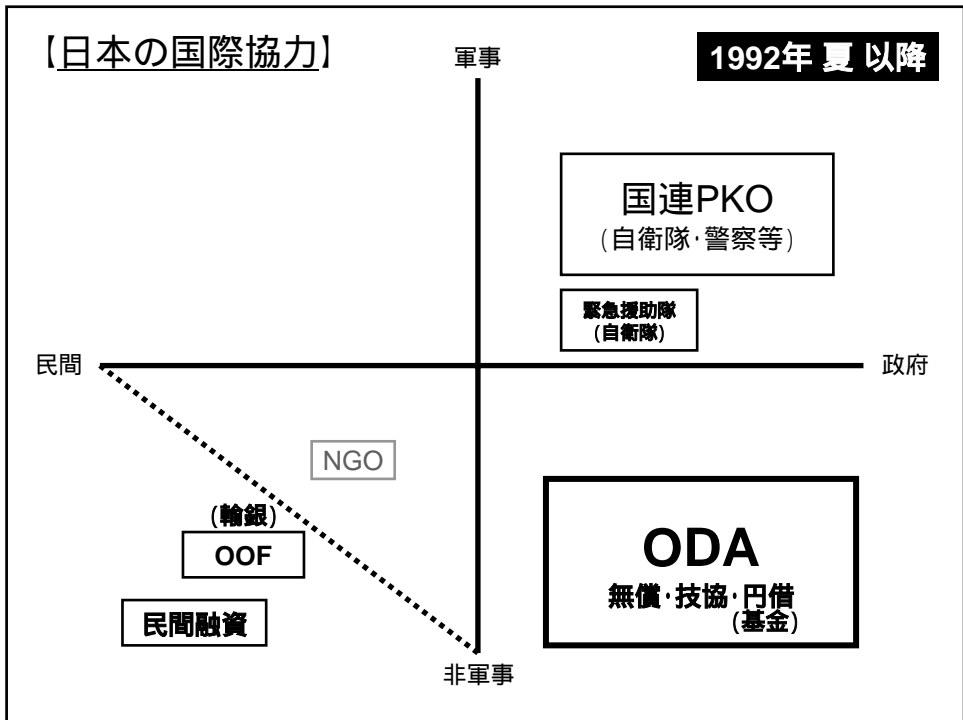 【日本の国際協力】
軍事
1992年 夏 以降
国連PKO
(自衛隊･警察等)
緊急援助隊
(自衛隊)
民間
政府
NGO
(輸銀)
OOF
民間融資
ODA
無償･技協･円借
(基金)
非軍事